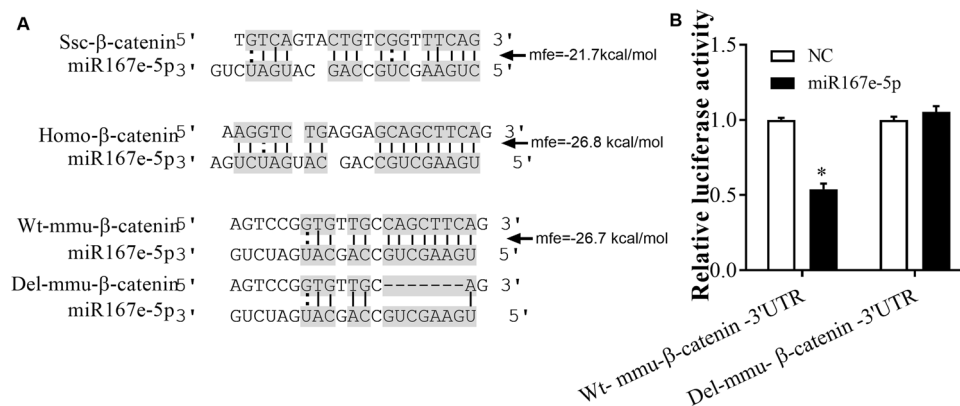 A
Ssc-β-catenin5' TGTCAGTACTGTCGGTTTCAG 3'
miR167e-5p3' GUCUAGUAC GACCGUCGAAGUC 5'
mfe=-21.7kcal/mol
Homo-β-catenin5' AAGGTCT TGAGGAGCAGCTTCAG 3'
miR167e-5p3' AGUCUAGUAC GACCGUCGAAGU 5'
mfe=-26.8 kcal/mol
Wt-mmu-β-catenin5' AGTCCGGTGTTGCCAGCTTCAG 3'
miR167e-5p3' GUCUAGUACGACCGUCGAAGU 5'
mfe=-26.7 kcal/mol
Del-mmu-β-catenin5' AGTCCGGTGTTGC-------AG 3'
miR167e-5p3' GUCUAGUACGACCGUCGAAGU 5'
B
NC
miR167e-5p
Relative luciferase activity
1.5
1.0
0.5
0.0
*
Wt- mmu-β-catenin -3'UTR
Del-mmu- β-catenin -3'UTR